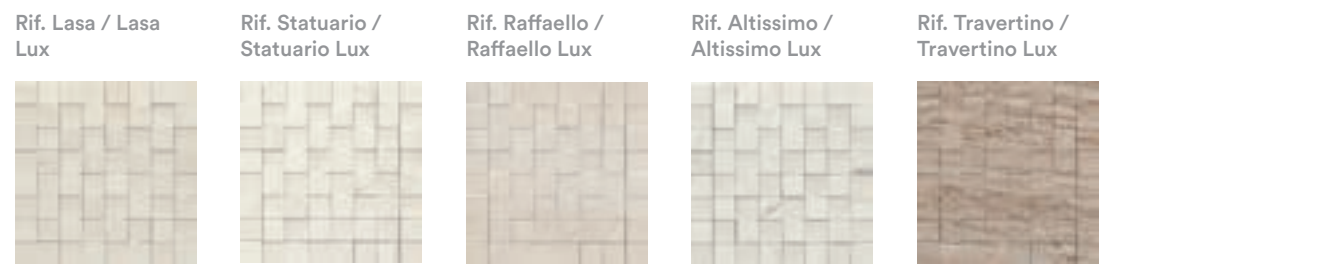 Rif. Lasa / Lasa
Lux
Rif. Statuario /
Statuario Lux
Rif. Raffaello /
Raffaello Lux
Rif. Altissimo /
Altissimo Lux
Rif. Travertino /
Travertino Lux